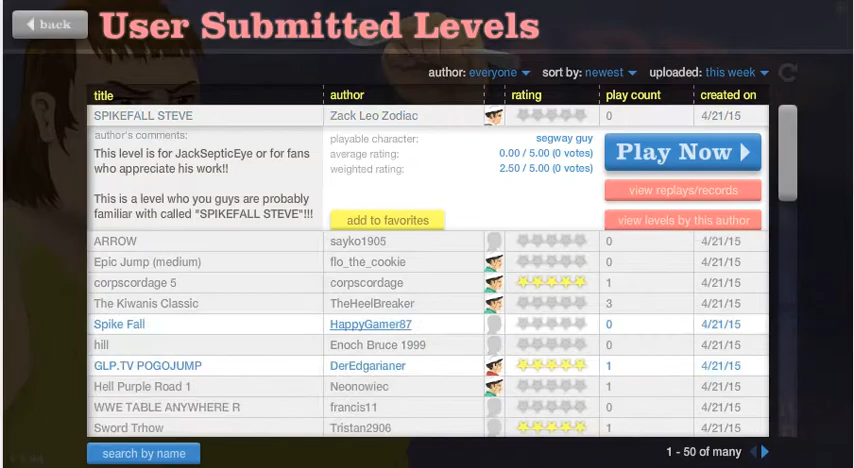 back
User Submitted Levels
author: everyone sort by: newest uploaded: this week
title author rating play count created on
SPIKEFALL STEVE Zack Leo Zodiac 0 4/21/15
author's comments:
This level is for JackSepticEye or for fans
who appreciate his work!!
This is a level who you guys are probably
familiar with called "SPIKEFALL STEVE"!!!
playable character: segway guy
average rating: 0.00 / 5.00 (0 votes)
weighted rating: 2.50 / 5.00 (0 votes)
add to favorites
Play Now
view replays/records
view levels by this author
ARROW sayko1905 0 4/21/15
Epic Jump (medium) flo_the_cookie 0 4/21/15
corpscordage 5 corpscordage 1 4/21/15
The Kiwanis Classic TheHeelBreaker 3 4/21/15
Spike Fall HappyGamer87 0 4/21/15
hill Enoch Bruce 1999 0 4/21/15
GLP.TV POGOJUMP DerEdgarianer 1 4/21/15
Hell Purple Road 1 Neonowiec 1 4/21/15
WWE TABLE ANYWHERE R francis11 0 4/21/15
Sword Trhow Tristan2906 1 4/21/15
search by name
1 - 50 of many